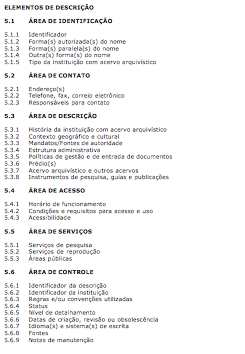 ELEMENTOS DE DESCRIÇÃO
5.1 ÁREA DE IDENTIFICAÇÃO
5.1.1 Identificador
5.1.2 Forma(s) autorizada(s) do nome
5.1.3 Forma(s) paralela(s) do nome
5.1.4 Outra(s) forma(s) do nome
5.1.5 Tipo da instituição com acervo arquivístico
5.2 ÁREA DE CONTATO
5.2.1 Endereço(s)
5.2.2 Telefone, fax, correio eletrônico
5.2.3 Responsáveis para contato
5.3 ÁREA DE DESCRIÇÃO
5.3.1 História da instituição com acervo arquivístico
5.3.2 Contexto geográfico e cultural
5.3.3 Mandatos/Fontes de autoridade
5.3.4 Estrutura administrativa
5.3.5 Políticas de gestão e de entrada de documentos
5.3.6 Prédio(s)
5.3.7 Acervo arquivístico e outros acervos
5.3.8 Instrumentos de pesquisa, guias e publicações
5.4 ÁREA DE ACESSO
5.4.1 Horário de funcionamento
5.4.2 Condições e requisitos para acesso e uso
5.4.3 Acessibilidade
5.5 ÁREA DE SERVIÇOS
5.5.1 Serviços de pesquisa
5.5.2 Serviços de reprodução
5.5.3 Áreas públicas
5.6 ÁREA DE CONTROLE
5.6.1 Identificador da descrição
5.6.2 Identificador da instituição
5.6.3 Regras e/ou convenções utilizadas
5.6.4 Status
5.6.5 Nível de detalhamento
5.6.6 Datas de criação, revisão ou obsolescência
5.6.7 Idioma(s) e sistema(s) de escrita
5.6.8 Fontes
5.6.9 Notas de manutenção